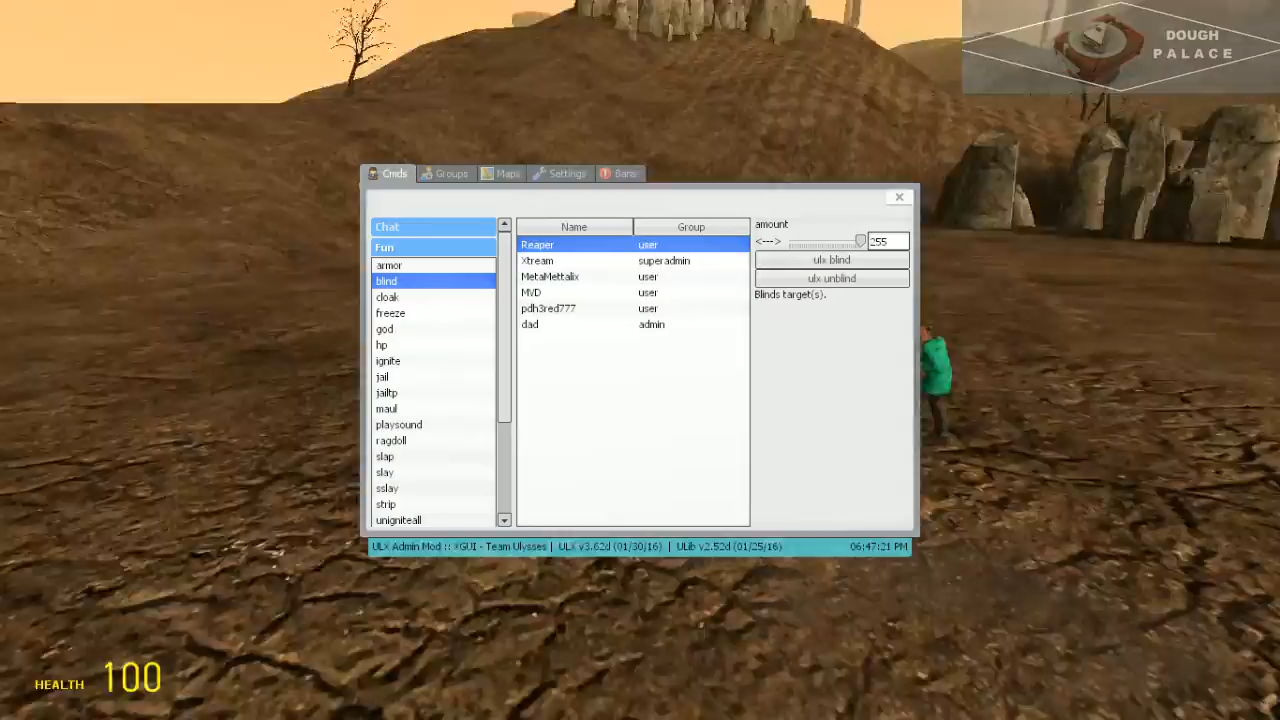 DOUGH
PALACE
Cmds Groups Maps Settings Bans
Chat
Fun
armor
blind
cloak
freeze
god
hp
ignite
jail
jailtp
maul
playsound
ragdoll
slap
slay
sslay
strip
unigniteall
Name Group
Reaper user
Xtream superadmin
MetaMettalix user
MVD user
pdh3red777 user
dad admin
amount
<---> 255
ulx blind
ulx unblind
Blinds target(s).
ULX Admin Mod :: XGUI - Team Ulysses | ULX v3.62d (01/30/16) | ULib v2.52d (01/25/16) 06:47:21 PM
HEALTH 100